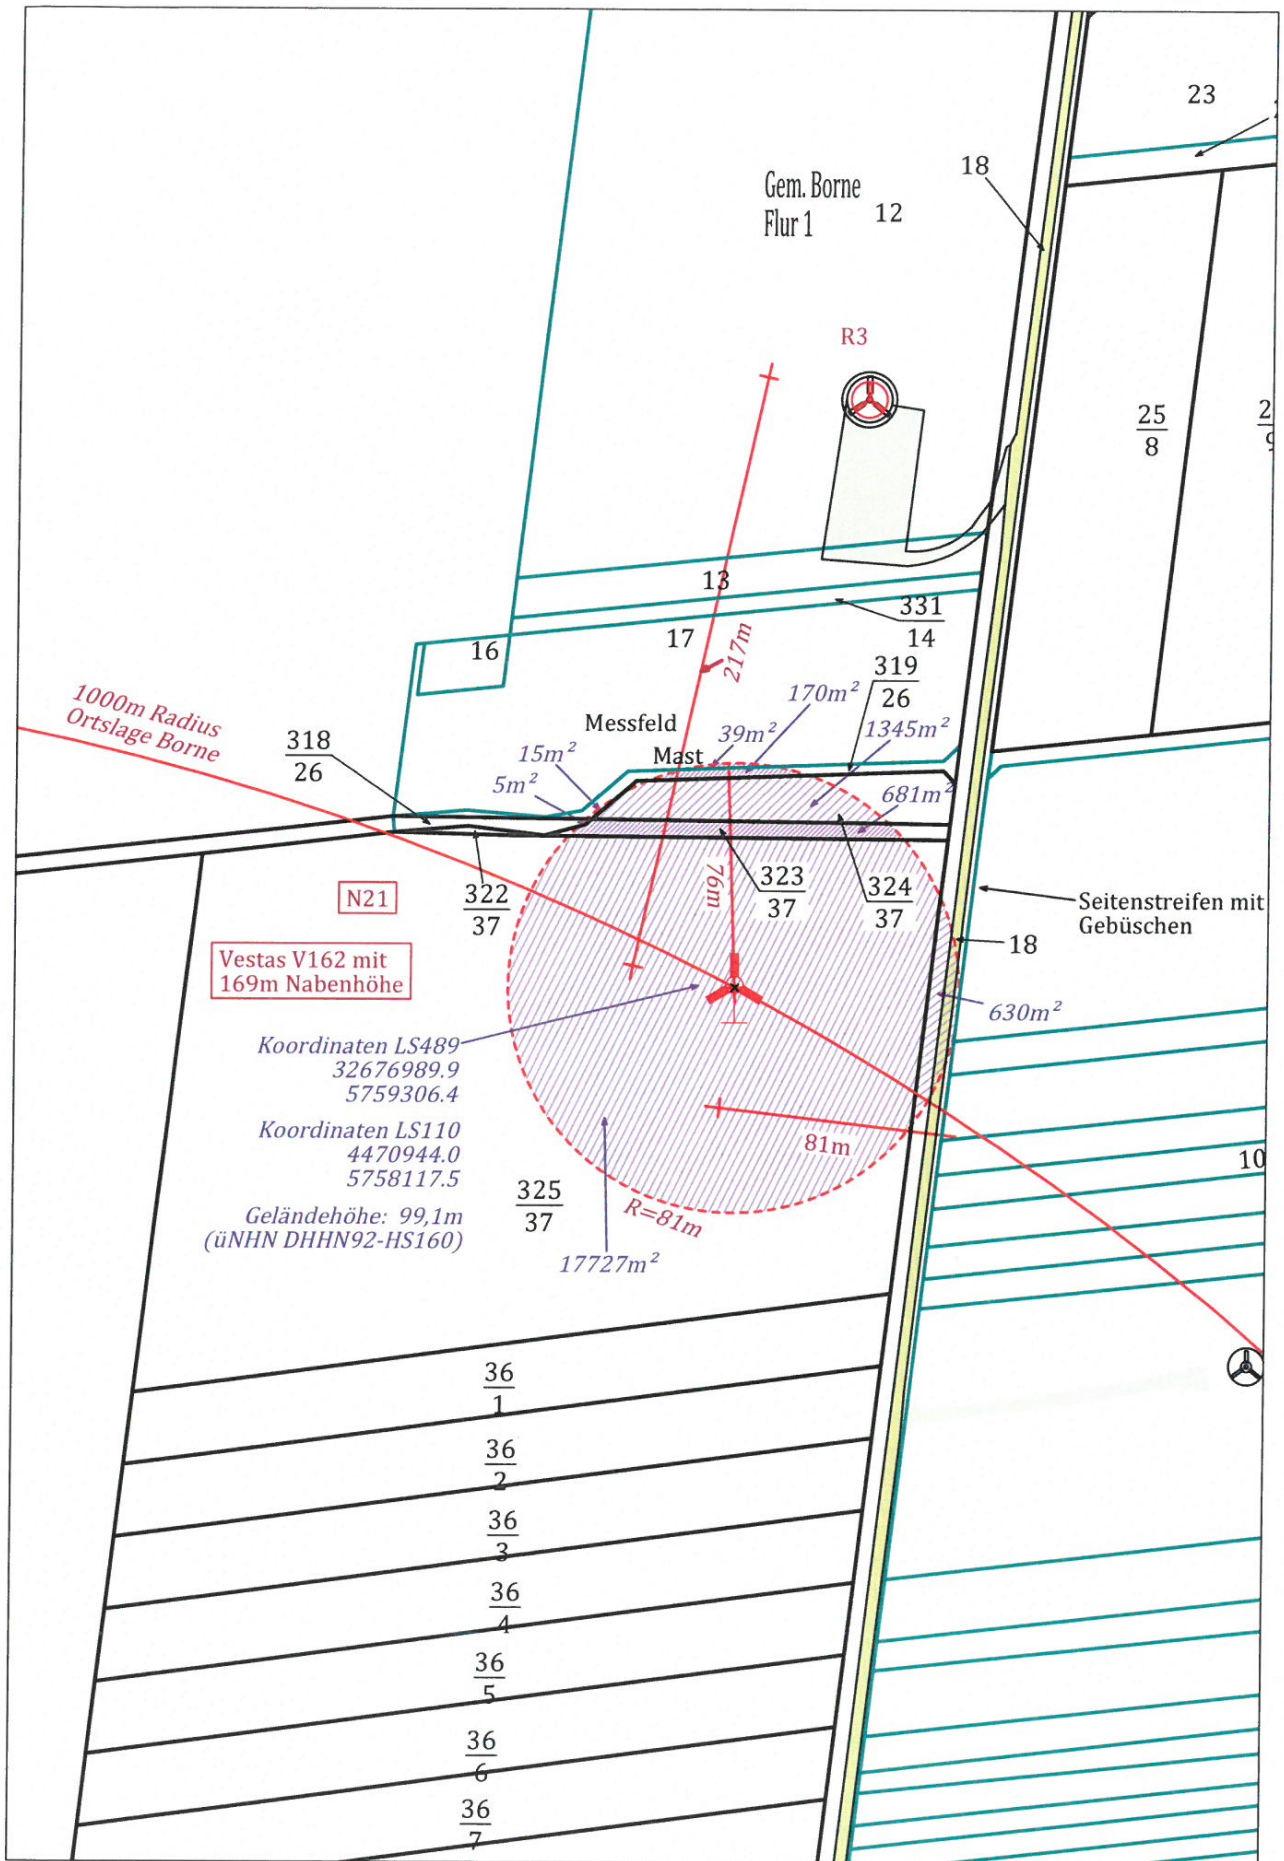 23
18
Gem. Borne
Flur 1
12
R3
25
8
2
13
331
14
17
16
217m
319
26
170m²
1000m Radius
Ortslage Borne
Messfeld
39m²
1345m²
318
26
15m²
Mast
5m²
681m²
76m
323
37
324
37
N21
322
37
Seitenstreifen mit
Gebüschen
18
Vestas V162 mit
169m Nabenhöhe
630m²
Koordinaten LS489
32676989.9
5759306.4
Koordinaten LS110
4470944.0
5758117.5
81m
10
Geländehöhe: 99,1m
(üNHN DHHN92-HS160)
325
37
R=81m
17727m²
36
1
36
2
36
3
36
4
36
5
36
6
36
7